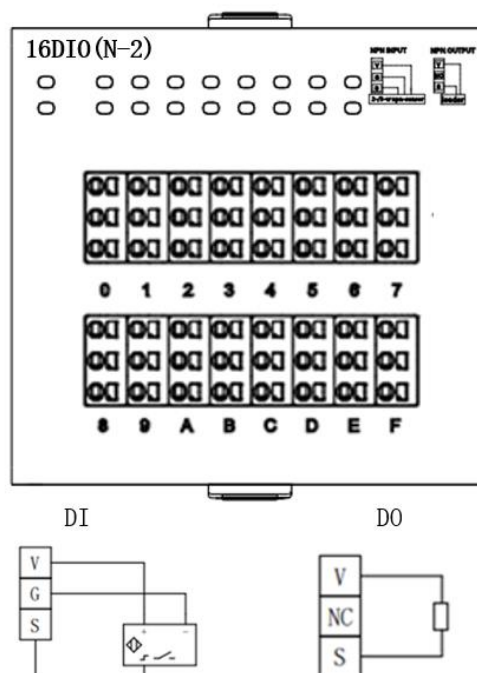 16DIO(N-2)
NPN INPUT NPN OUTPUT
V V
G NC
S S
0 1 2 3 4 5 6 7
8 9 A B C D E F
DI DO
V
G
S
+ -
V
NC
S